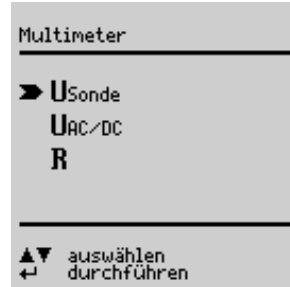 Multimeter
USonde
UAC/DC
R
▲▼ auswählen
↵ durchführen